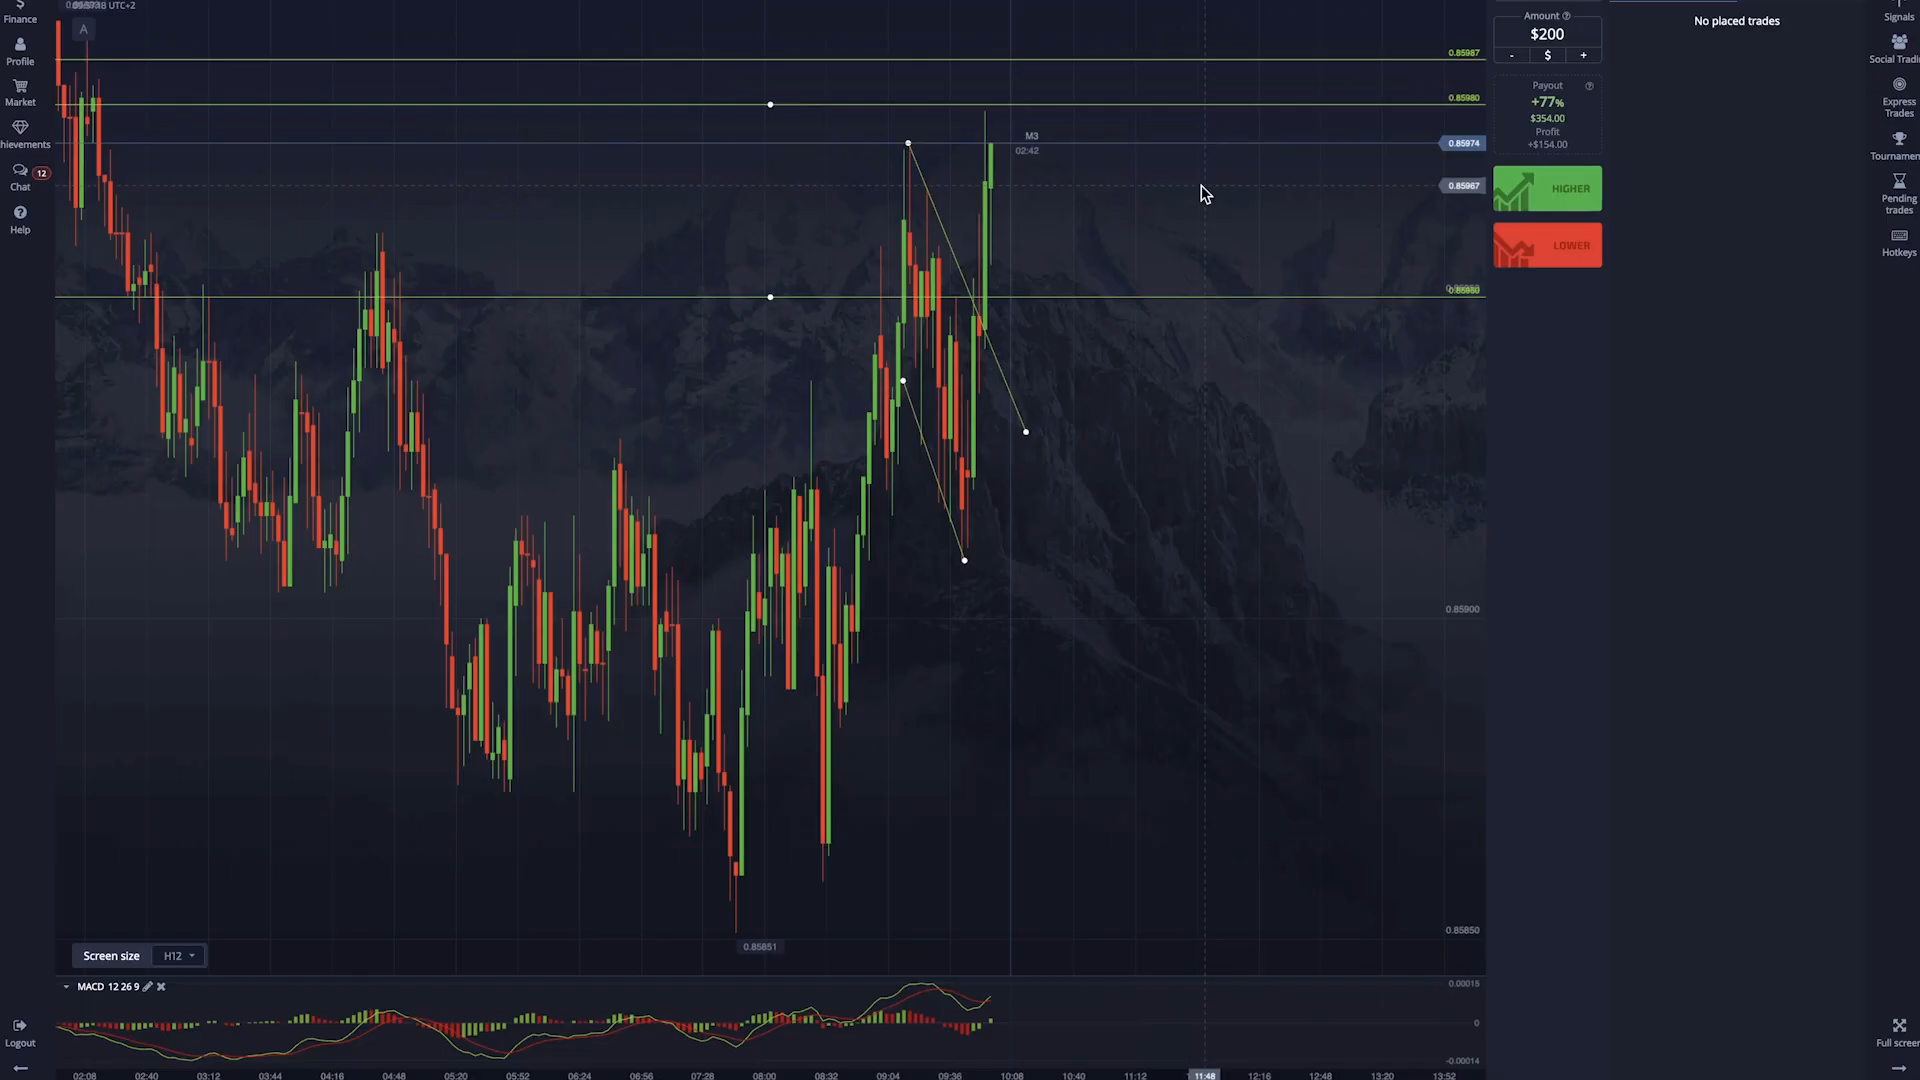 Finance
Profile
Market
hievements
Chat
12
Help
UTC+2
A
0.85987
0.85980
M3
02:42
0.85974
0.85967
0.85900
0.85850
0.85851
Screen size
H12
MACD 12 26 9
0.00015
0
-0.00014
Logout
02:08 02:40 03:12 03:44 04:16 04:48 05:20 05:52 06:24 06:56 07:28 08:00 08:32 09:04 09:36 10:08 10:40 11:12 11:48 12:16 12:48 13:20 13:52
Amount
$200
- $ +
Payout
+77%
$354.00
Profit
+$154.00
HIGHER
LOWER
No placed trades
Signals
Social Tradi
Express
Trades
Tournamen
Pending
trades
Hotkeys
Full screer